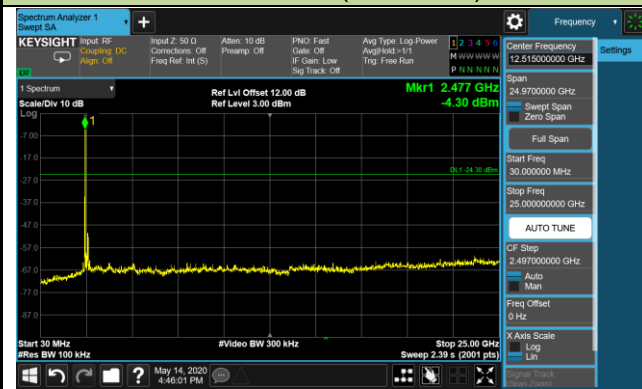 Spectrum Analyzer 1
Swept SA
+
Frequency
KEYSIGHT
Input: RF
Coupling: DC
Align: Off
Input Z: 50 Ω
Corrections: Off
Freq Ref: Int (S)
Atten: 10 dB
Preamp: Off
PNO: Fast
Gate: Off
IF Gain: Low
Sig Track: Off
Avg Type: Log-Power
Avg|Hold:>1/1
Trig: Free Run
1 2 3 4 5 6
M W W W W W
P N N N N N
LVI
1 Spectrum
Scale/Div 10 dB
Log
Ref Lvl Offset 12.00 dB
Ref Level 3.00 dBm
Mkr1 2.477 GHz
-4.30 dBm
1
DL1 -24.30 dBm
-7.00
-17.0
-27.0
-37.0
-47.0
-57.0
-67.0
-77.0
-87.0
Start 30 MHz
#Res BW 100 kHz
#Video BW 300 kHz
Stop 25.00 GHz
Sweep 2.39 s (2001 pts)
Center Frequency
12.515000000 GHz
Settings
Span
24.9700000 GHz
Swept Span
Zero Span
Full Span
Start Freq
30.000000 MHz
Stop Freq
25.000000000 GHz
AUTO TUNE
CF Step
2.497000000 GHz
Auto
Man
Freq Offset
0 Hz
X Axis Scale
Log
Lin
Signal Track
(Span Zoom)
?
May 14, 2020
4:46:01 PM